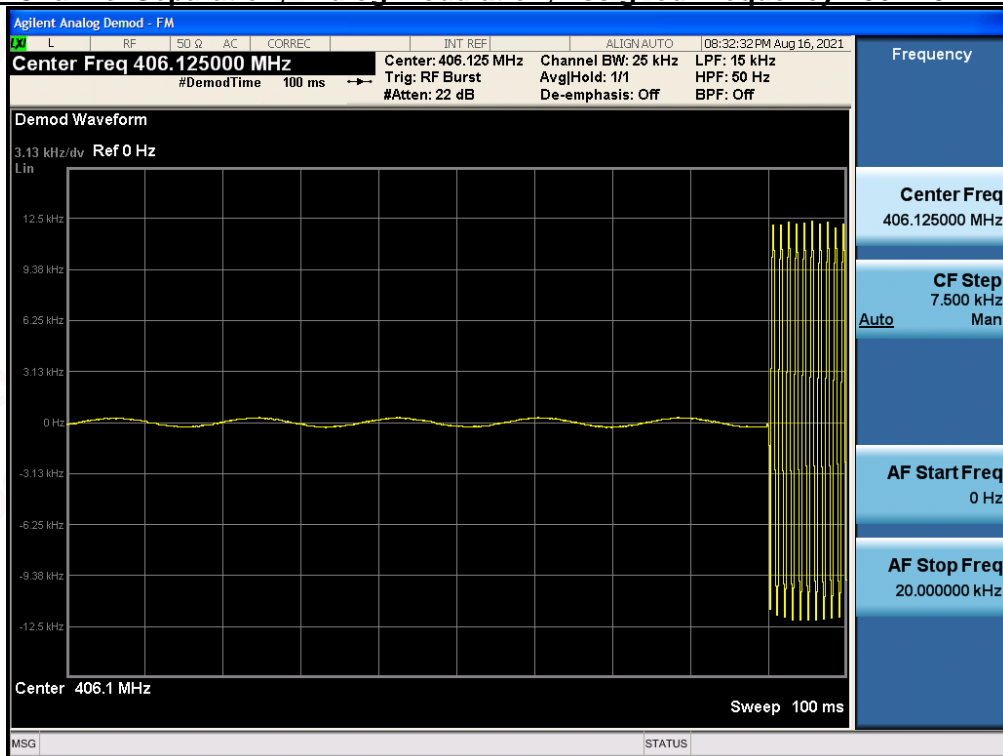 Agilent Analog Demod - FM
LXI L RF 50 Ω AC CORREC INT REF ALIGN AUTO 08:32:32 PM Aug 16, 2021
Center Freq 406.125000 MHz
#DemodTime 100 ms
Center: 406.125 MHz Channel BW: 25 kHz LPF: 15 kHz
Trig: RF Burst Avg|Hold: 1/1 HPF: 50 Hz
#Atten: 22 dB De-emphasis: Off BPF: Off
Demod Waveform
3.13 kHz/dv Ref 0 Hz
Lin
12.5 kHz
9.38 kHz
6.25 kHz
3.13 kHz
0 Hz
-3.13 kHz
-6.25 kHz
-9.38 kHz
-12.5 kHz
Center 406.1 MHz
Sweep 100 ms
MSG STATUS
Frequency
Center Freq
406.125000 MHz
CF Step
7.500 kHz
Auto Man
AF Start Freq
0 Hz
AF Stop Freq
20.000000 kHz